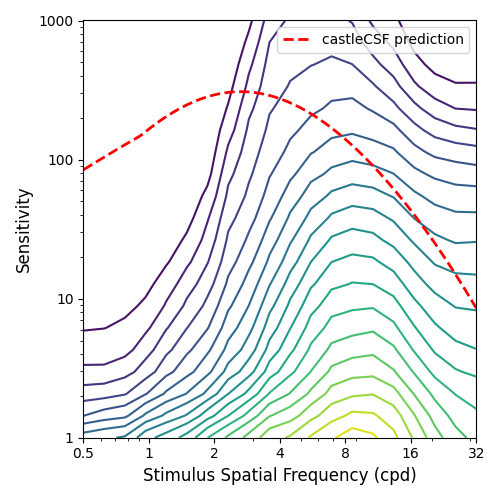 1000
castleCSF prediction
100
Sensitivity
10
1
0.5 1 2 4 8 16 32
Stimulus Spatial Frequency (cpd)